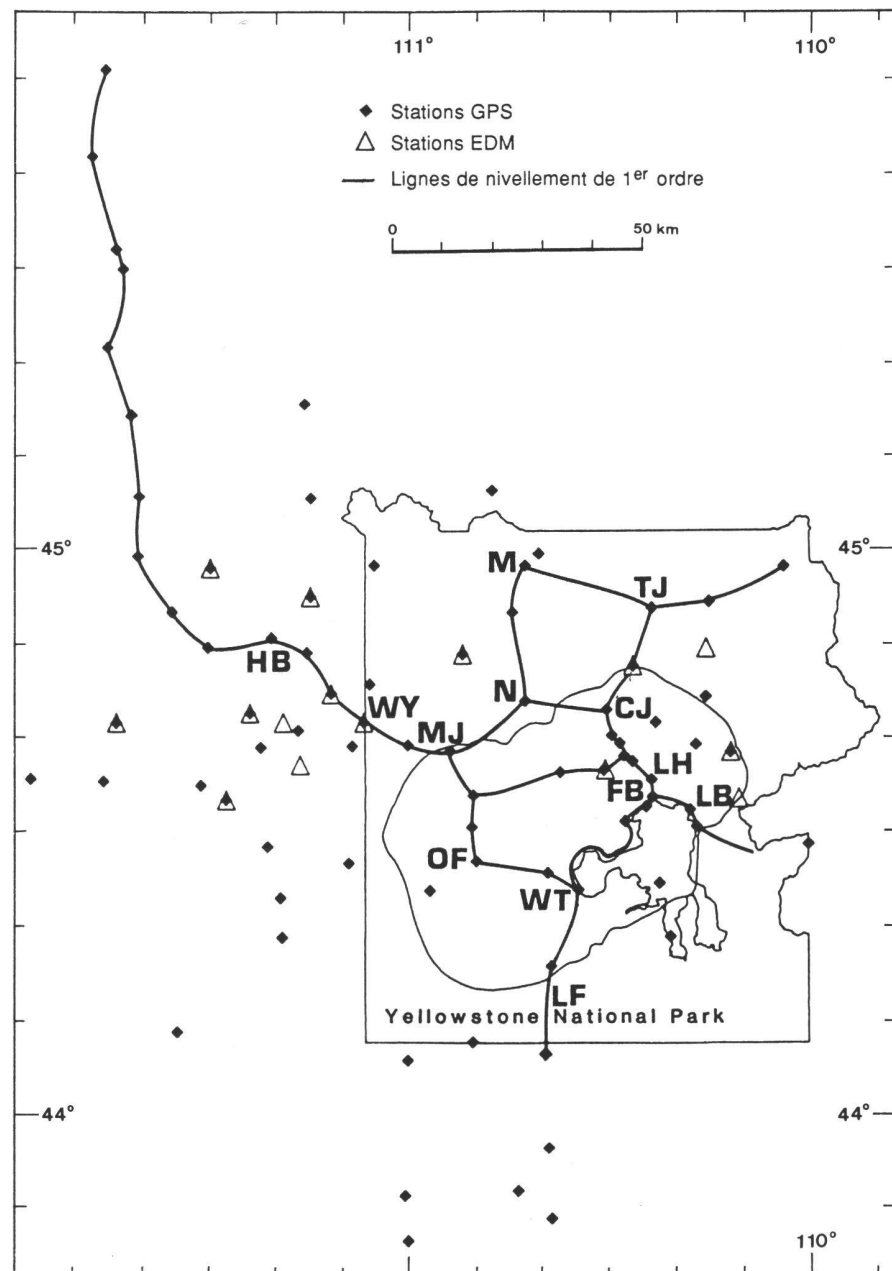 111°
110°
Stations GPS
Stations EDM
Lignes de nivellement de 1er ordre
0
50 km
45°
45°
M
TJ
HB
N
CJ
WY
MJ
LH
FB
LB
OF
WT
LF
Yellowstone National Park
44°
44°
110°